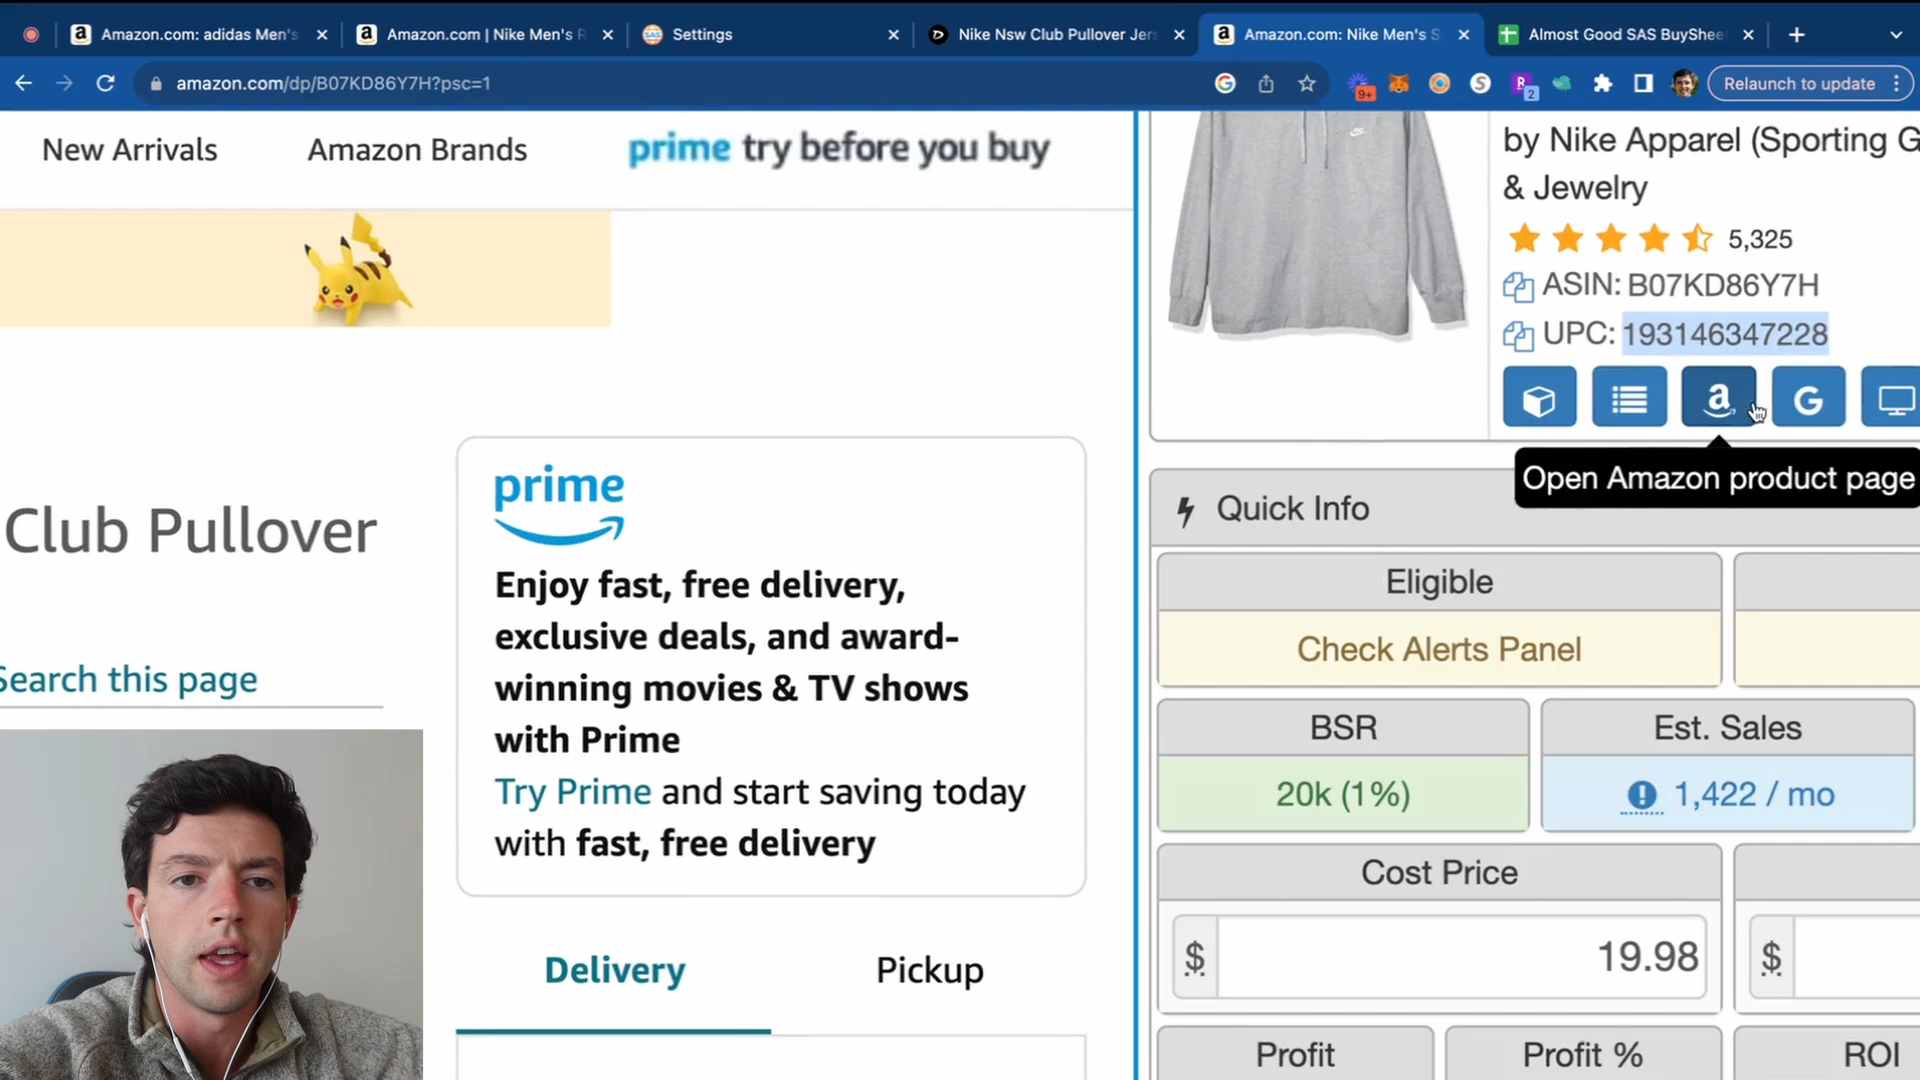 Amazon.com: adidas Men's
Amazon.com | Nike Men's R
Settings
Nike Nsw Club Pullover Jers
Amazon.com: Nike Men's S
Almost Good SAS BuyShee
amazon.com/dp/B07KD86Y7H?psc=1
9+
2
Relaunch to update
New Arrivals
Amazon Brands
prime try before you buy
Club Pullover
Search this page
prime
Enjoy fast, free delivery,
exclusive deals, and award-
winning movies & TV shows
with Prime
Try Prime and start saving today
with fast, free delivery
Delivery
Pickup
by Nike Apparel (Sporting G
& Jewelry
5,325
ASIN: B07KD86Y7H
UPC: 193146347228
Open Amazon product page
Quick Info
Eligible
Check Alerts Panel
BSR
20k (1%)
Est. Sales
1,422 / mo
Cost Price
$ 19.98
$
Profit
Profit %
ROI